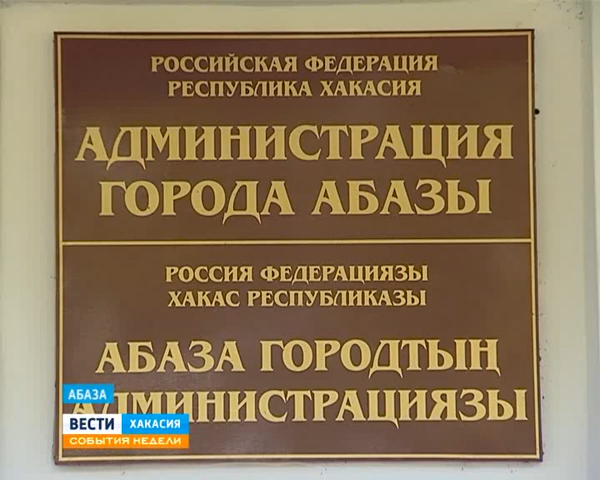 РОССИЙСКАЯ ФЕДЕРАЦИЯ
РЕСПУБЛИКА ХАКАСИЯ
АДМИНИСТРАЦИЯ
ГОРОДА АБАЗЫ
РОССИЯ ФЕДЕРАЦИЯЗЫ
ХАКАС РЕСПУБЛИКАЗЫ
АБАЗА ГОРОДТЫҢ
АДМИНИСТРАЦИЯЗЫ
АБАЗА
ВЕСТИ ХАКАСИЯ
СОБЫТИЯ НЕДЕЛИ